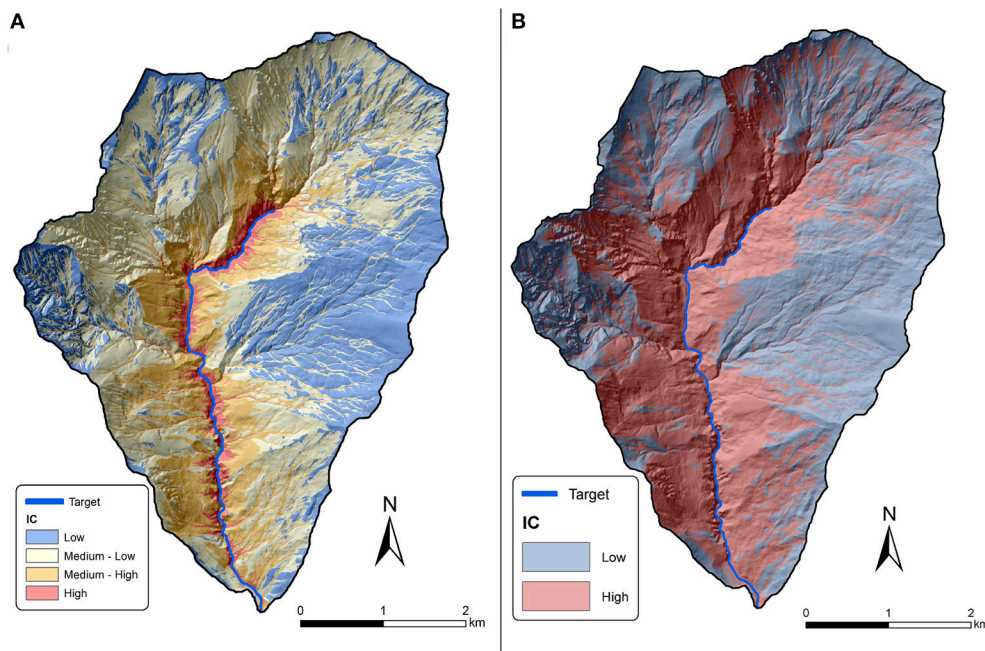 A
Target
IC
Low
Medium - Low
Medium - High
High
N
0 1 2
km
B
Target
IC
Low
High
N
0 1 2
km